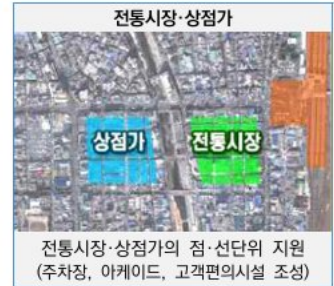 전통시장·상점가
상점가 전통시장
전통시장·상점가의 점·선단위 지원
(주차장, 아케이드, 고객편의시설 조성)